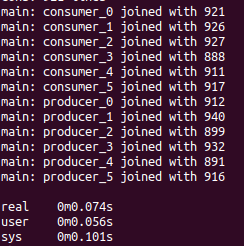 main: consumer_0 joined with 921
main: consumer_1 joined with 926
main: consumer_2 joined with 927
main: consumer_3 joined with 888
main: consumer_4 joined with 911
main: consumer_5 joined with 917
main: producer_0 joined with 912
main: producer_1 joined with 940
main: producer_2 joined with 899
main: producer_3 joined with 932
main: producer_4 joined with 891
main: producer_5 joined with 916
real 0m0.074s
user 0m0.056s
sys 0m0.101s